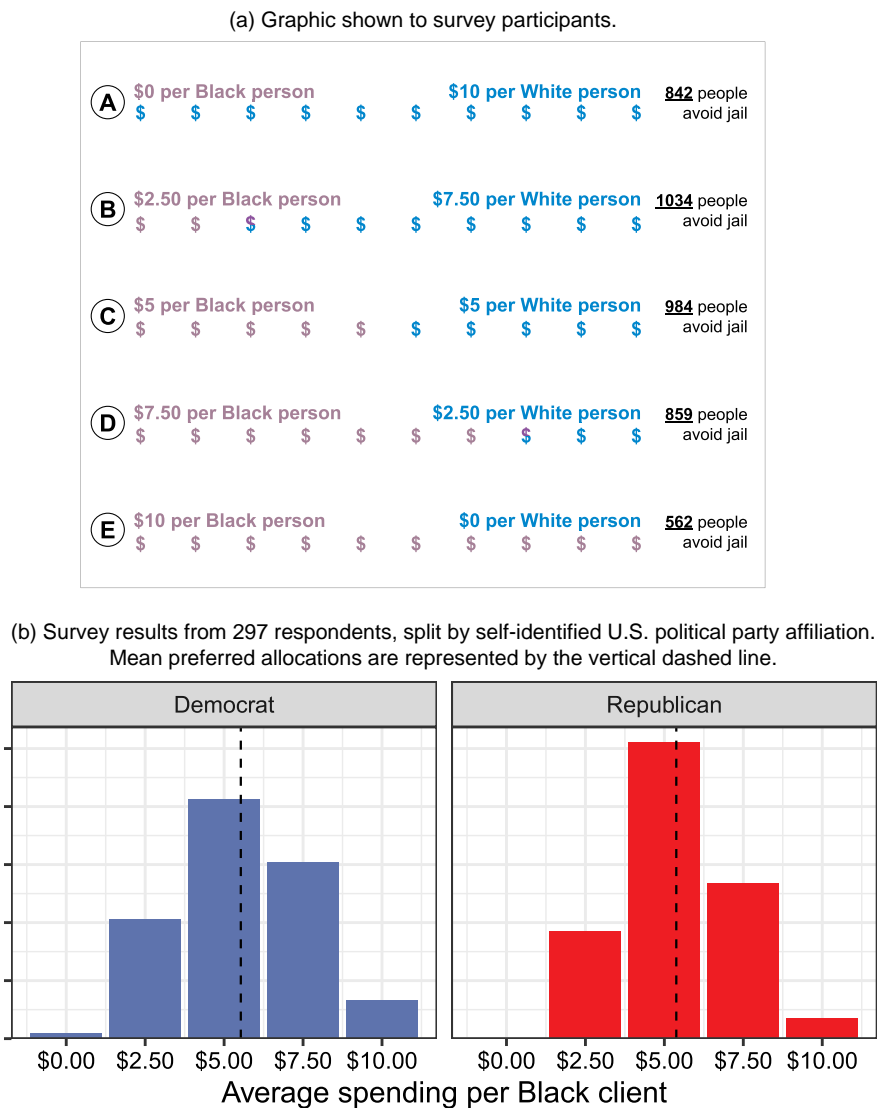 (a) Graphic shown to survey participants.
A
$0 per Black person $10 per White person 842 people
$ $ $ $ $ $ $ $ $ $ avoid jail
B
$2.50 per Black person $7.50 per White person 1034 people
$ $ $ $ $ $ $ $ $ $ avoid jail
C
$5 per Black person $5 per White person 984 people
$ $ $ $ $ $ $ $ $ $ avoid jail
D
$7.50 per Black person $2.50 per White person 859 people
$ $ $ $ $ $ $ $ $ $ avoid jail
E
$10 per Black person $0 per White person 562 people
$ $ $ $ $ $ $ $ $ $ avoid jail
(b) Survey results from 297 respondents, split by self-identified U.S. political party affiliation.
Mean preferred allocations are represented by the vertical dashed line.
Democrat Republican
$0.00 $2.50 $5.00 $7.50 $10.00 $0.00 $2.50 $5.00 $7.50 $10.00
Average spending per Black client